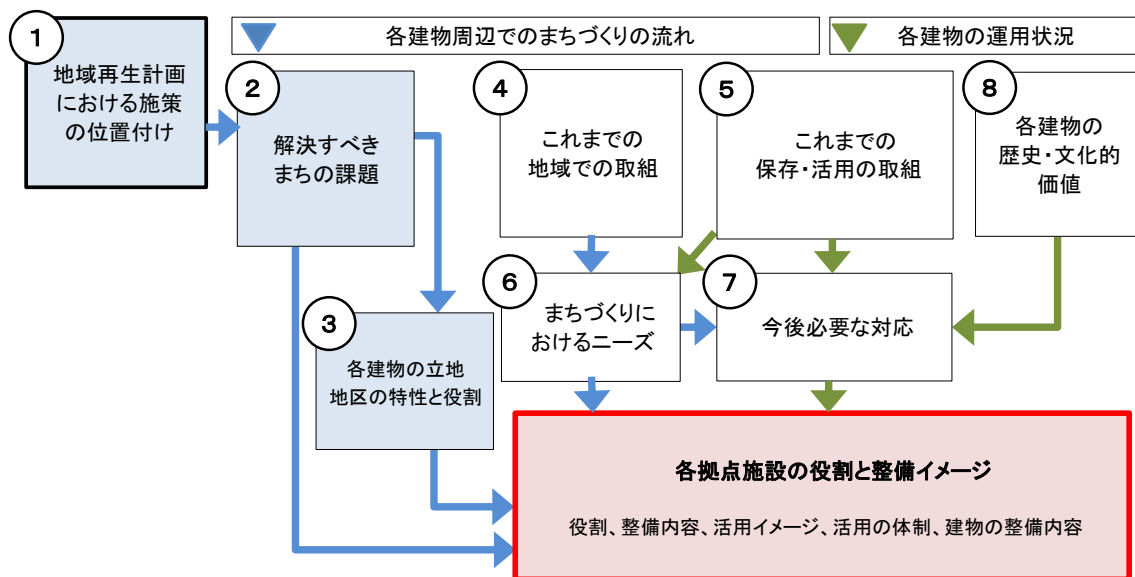 各建物周辺でのまちづくりの流れ
各建物の運用状況
1
地域再生計画
における施策
の位置付け
2
解決すべき
まちの課題
3
各建物の立地
地区の特性と役割
4
これまでの
地域での取組
5
これまでの
保存・活用の取組
8
各建物の
歴史・文化的
価値
6
まちづくりに
おけるニーズ
7
今後必要な対応
各拠点施設の役割と整備イメージ
役割、整備内容、活用イメージ、活用の体制、建物の整備内容